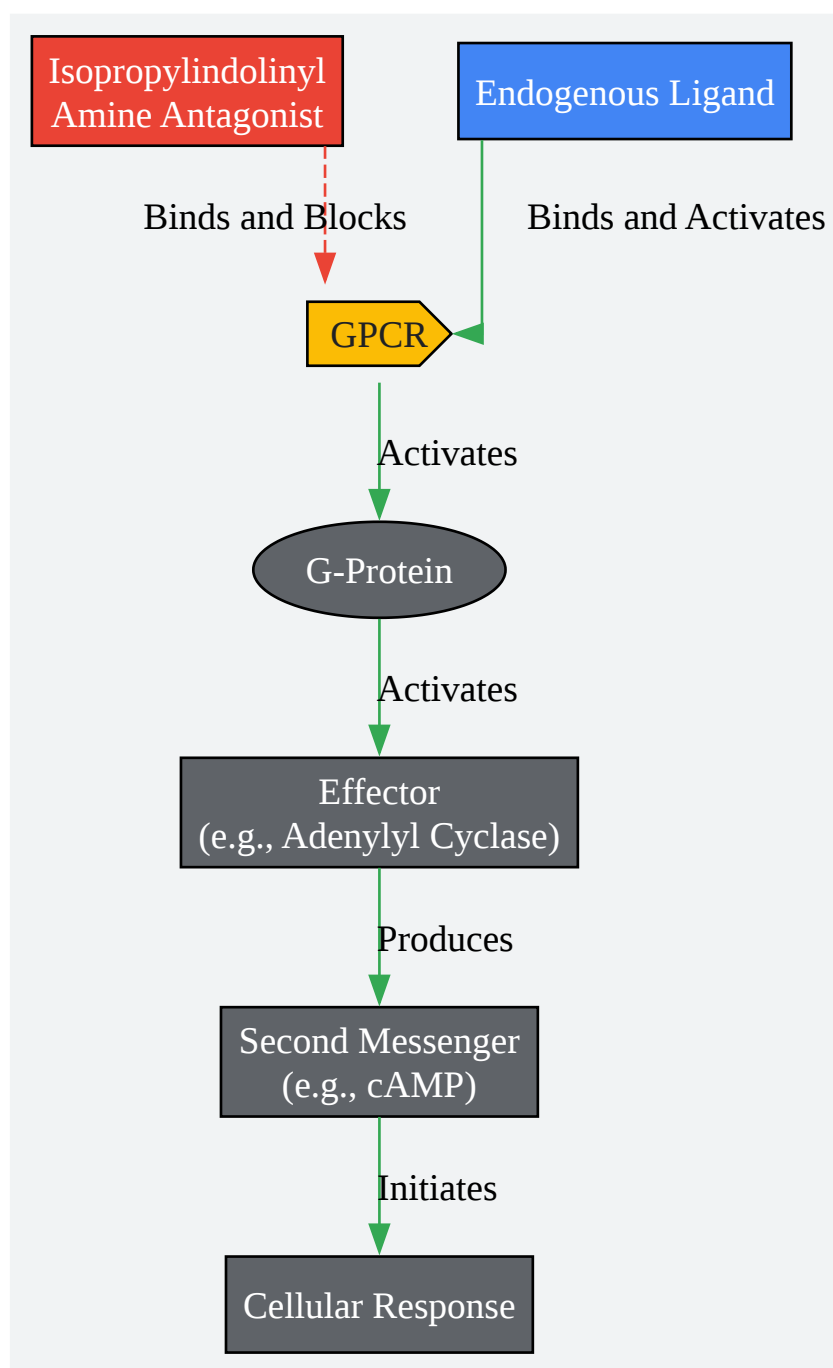 Isopropylindolinyl
Amine Antagonist
Endogenous Ligand
Binds and Blocks
Binds and Activates
GPCR
Activates
G-Protein
Activates
Effector
(e.g., Adenylyl Cyclase)
Produces
Second Messenger
(e.g., cAMP)
Initiates
Cellular Response